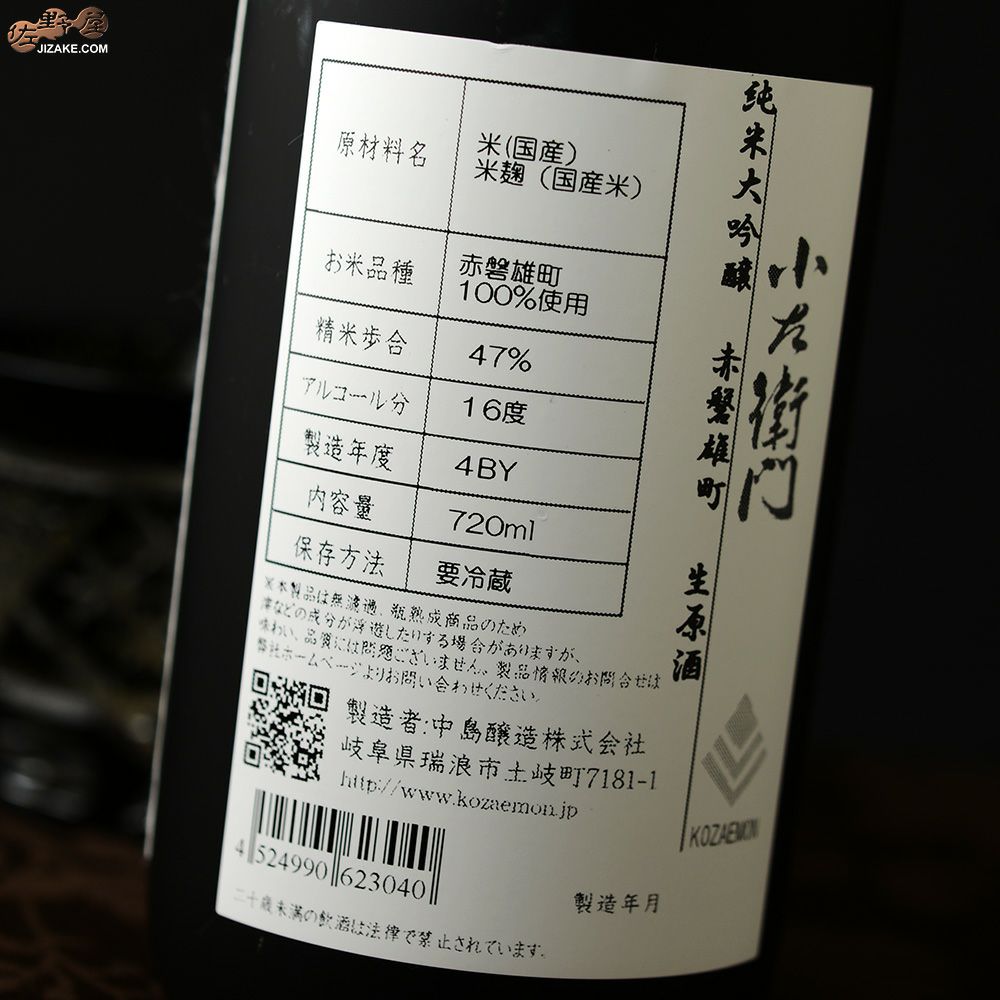 佐野屋
JIZAKE.COM
純米大吟醸 赤磐雄町 生原酒
小左衛門
KOZAEMON
原材料名 米(国産)
米麹(国産米)
お米品種 赤磐雄町
100%使用
精米歩合 47%
アルコール分 16度
製造年度 4BY
内容量 720ml
保存方法 要冷蔵
※本製品は無濾過、瓶熟成商品のため
滓などの成分が浮遊したりする場合がありますが、
味わい、品質には問題ございません。製品情報のお問合せは
弊社ホームページよりお問い合わせください。
製造者:中島醸造株式会社
岐阜県瑞浪市土岐町7181-1
http://www.kozaemon.jp
4 524990 623040
製造年月
二十歳未満の飲酒は法律で禁止されています。